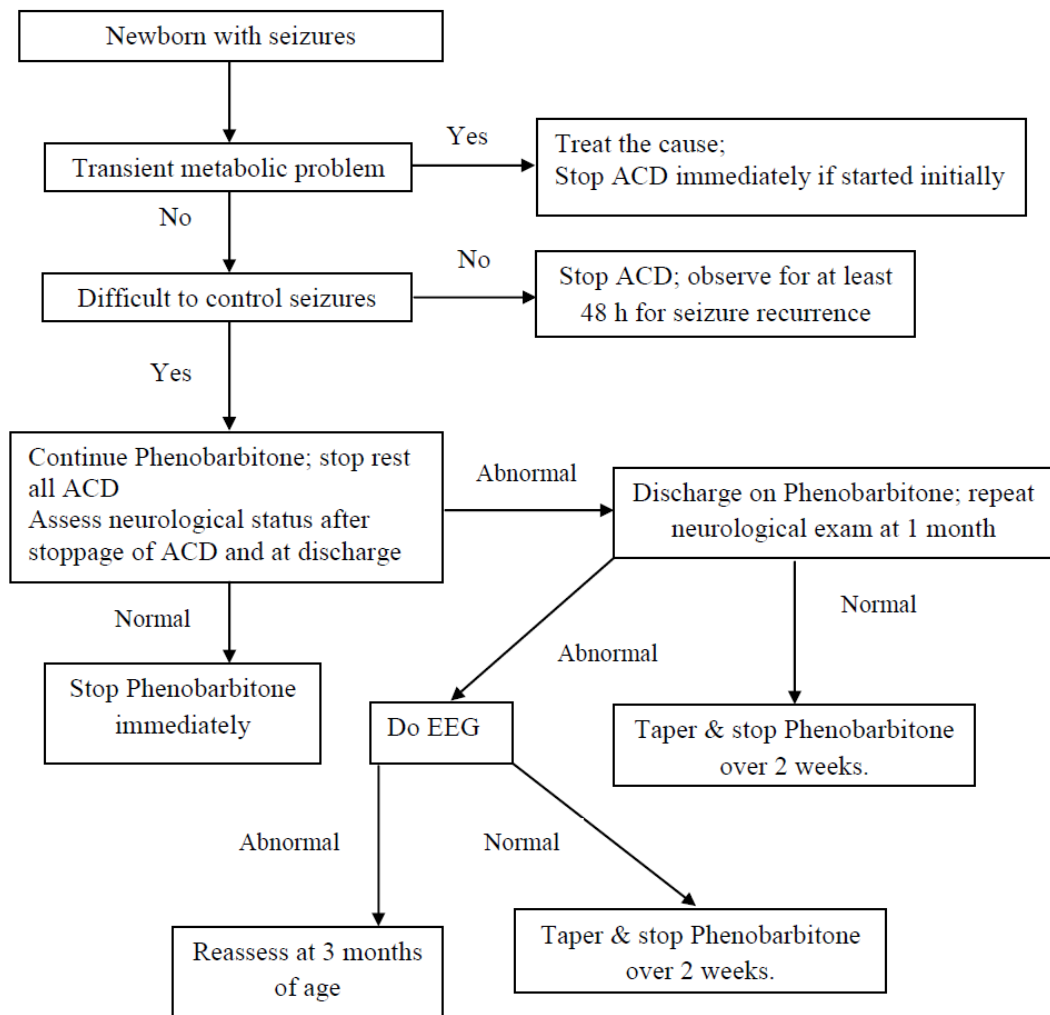 Newborn with seizures
Yes
Transient metabolic problem
Treat the cause;
Stop ACD immediately if started initially
No
No
Difficult to control seizures
Stop ACD; observe for at least
48 h for seizure recurrence
Yes
Continue Phenobarbitone; stop rest
all ACD
Assess neurological status after
stoppage of ACD and at discharge
Abnormal
Discharge on Phenobarbitone; repeat
neurological exam at 1 month
Normal
Normal
Abnormal
Stop Phenobarbitone
immediately
Do EEG
Taper & stop Phenobarbitone
over 2 weeks.
Abnormal
Normal
Reassess at 3 months
of age
Taper & stop Phenobarbitone
over 2 weeks.